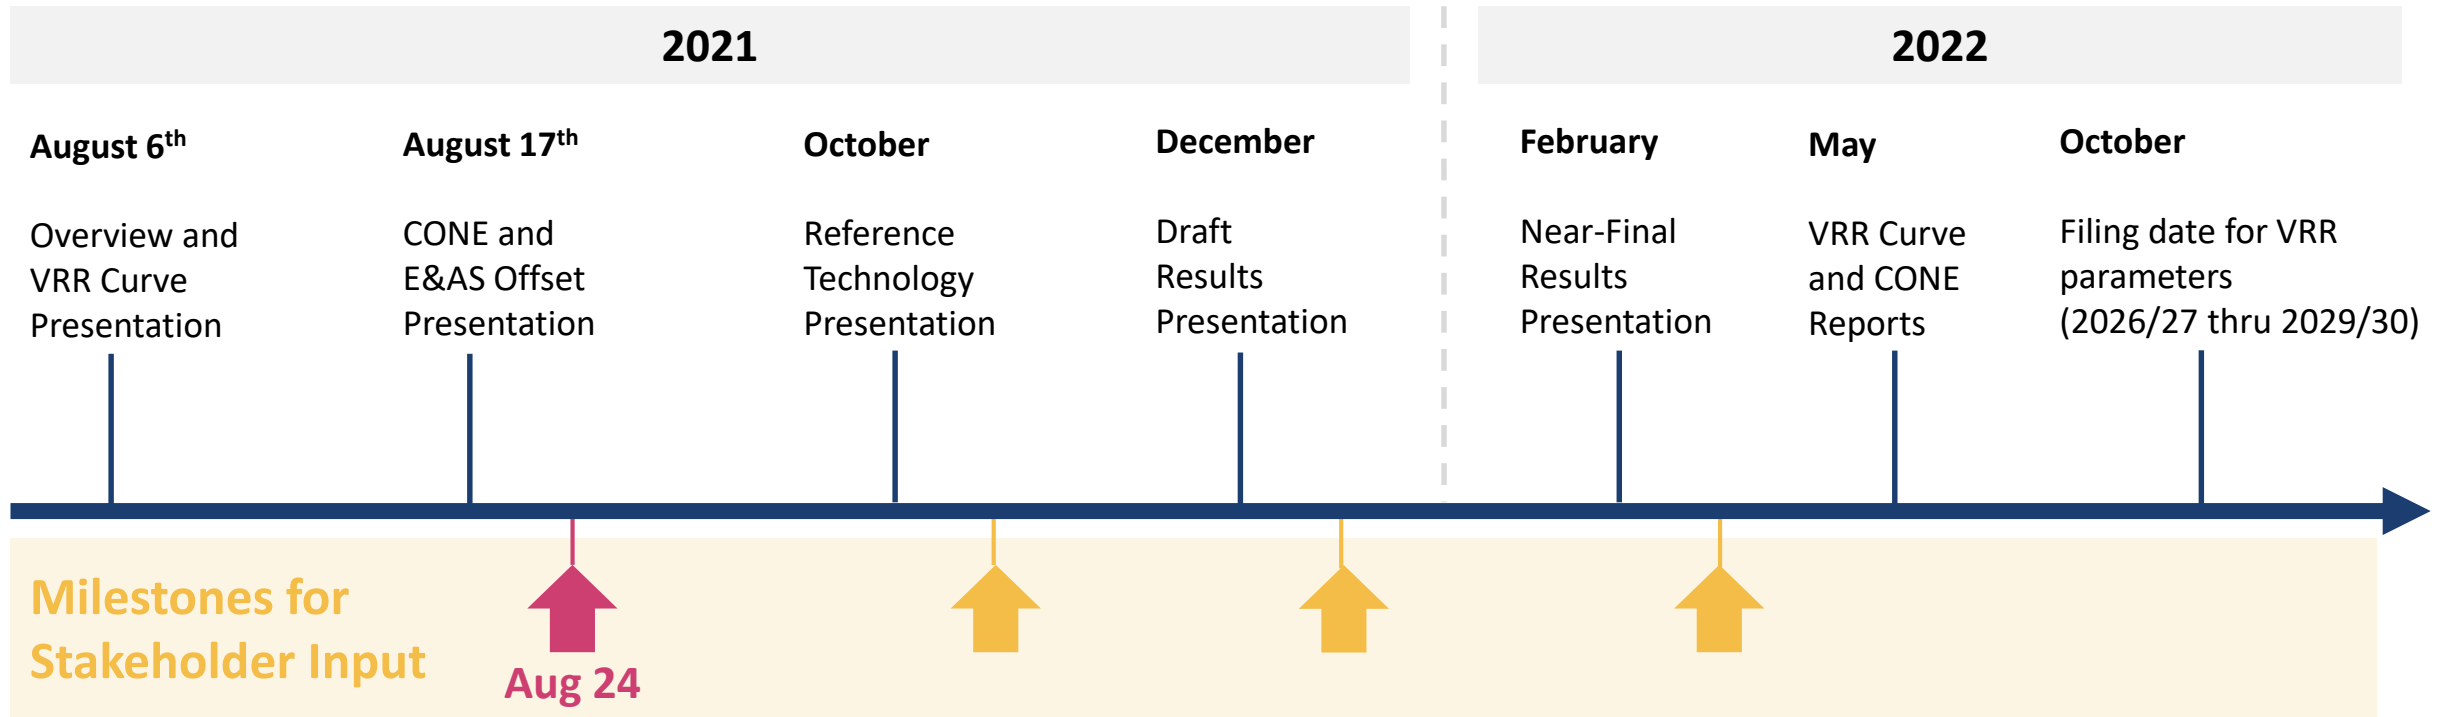 2021
2022
August 6th
Overview and
VRR Curve
Presentation
August 17th
CONE and
E&AS Offset
Presentation
October
Reference
Technology
Presentation
December
Draft
Results
Presentation
February
Near-Final
Results
Presentation
May
VRR Curve
and CONE
Reports
October
Filing date for VRR
parameters
(2026/27 thru 2029/30)
Milestones for
Stakeholder Input
Aug 24